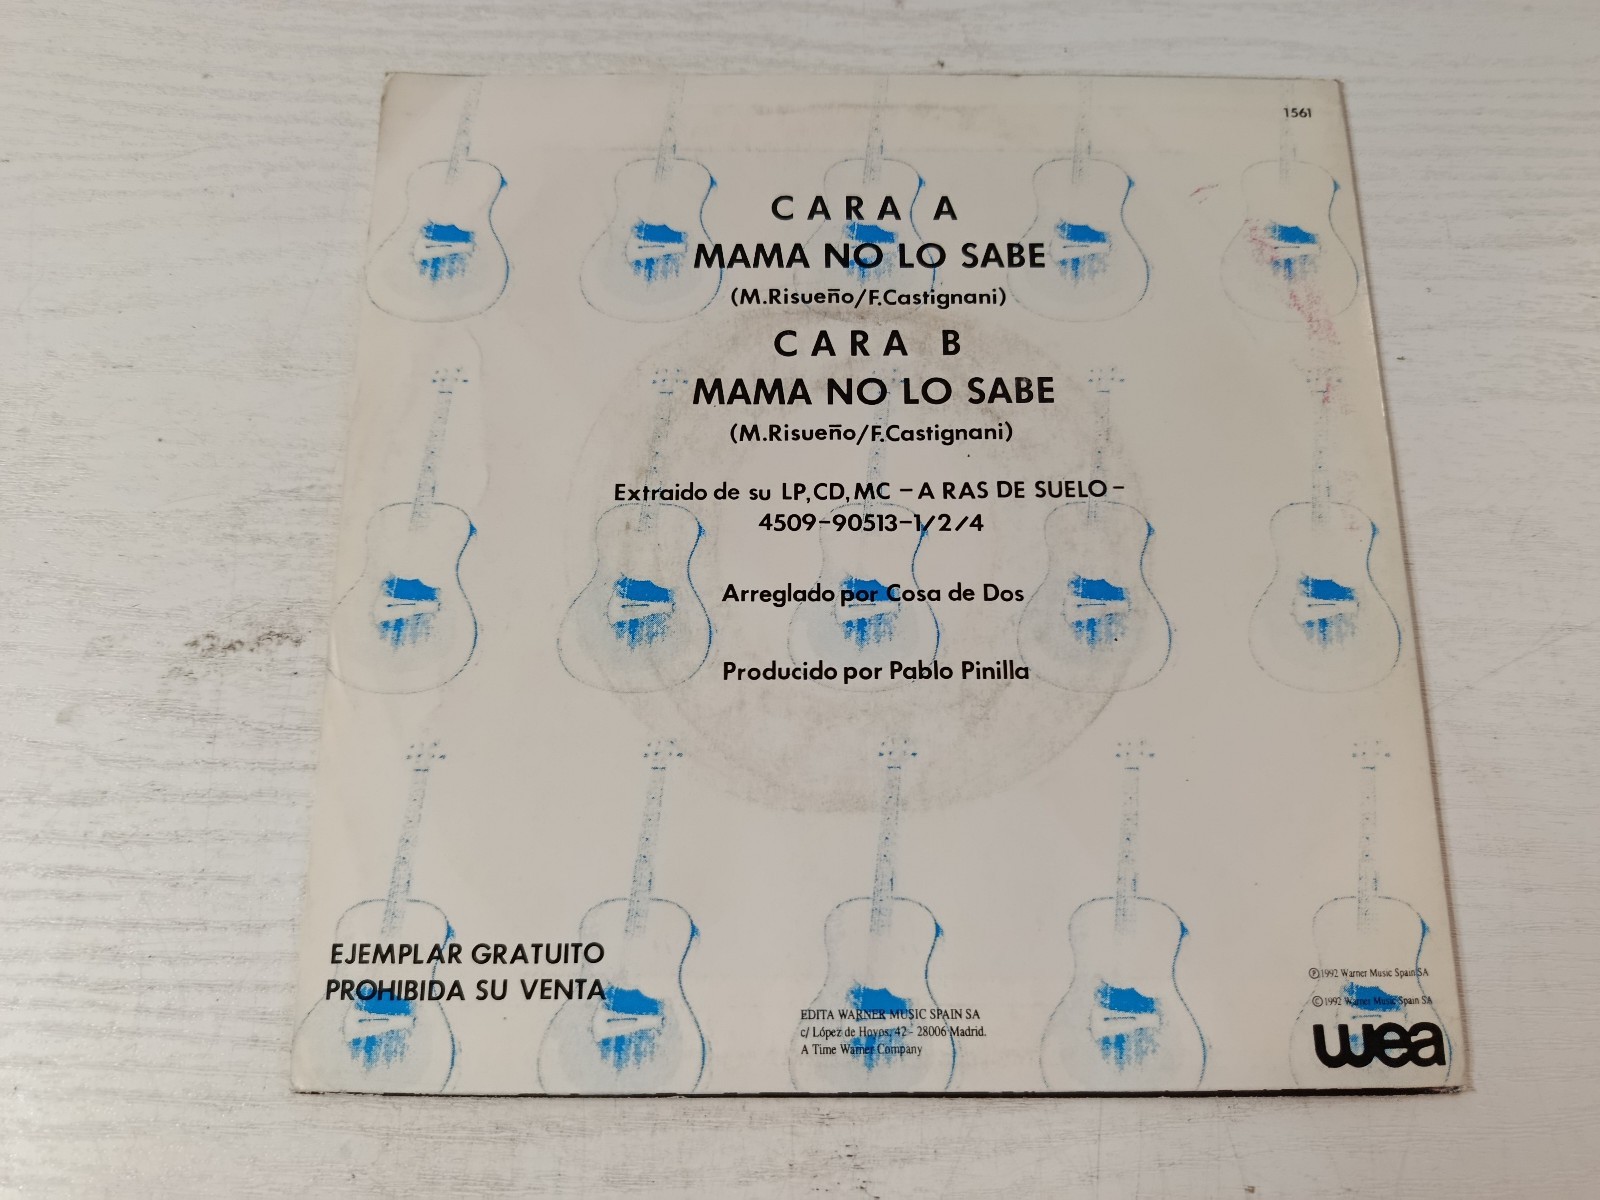 1561
CARA A
MAMA NO LO SABE
(M.Risueño/F.Castignani)
CARA B
MAMA NO LO SABE
(M.Risueño/F.Castignani)
Extraido de su LP,CD,MC -A RAS DE SUELO-
4509-90513-1/2/4
Arreglado por Cosa de Dos
Producido por Pablo Pinilla
EJEMPLAR GRATUITO
PROHIBIDA SU VENTA
EDITA WARNER MUSIC SPAIN SA
c/ López de Hoyos, 42 - 28006 Madrid.
A Time Warner Company
℗1992 Warner Music Spain SA
©1992 Warner Music Spain SA
wea